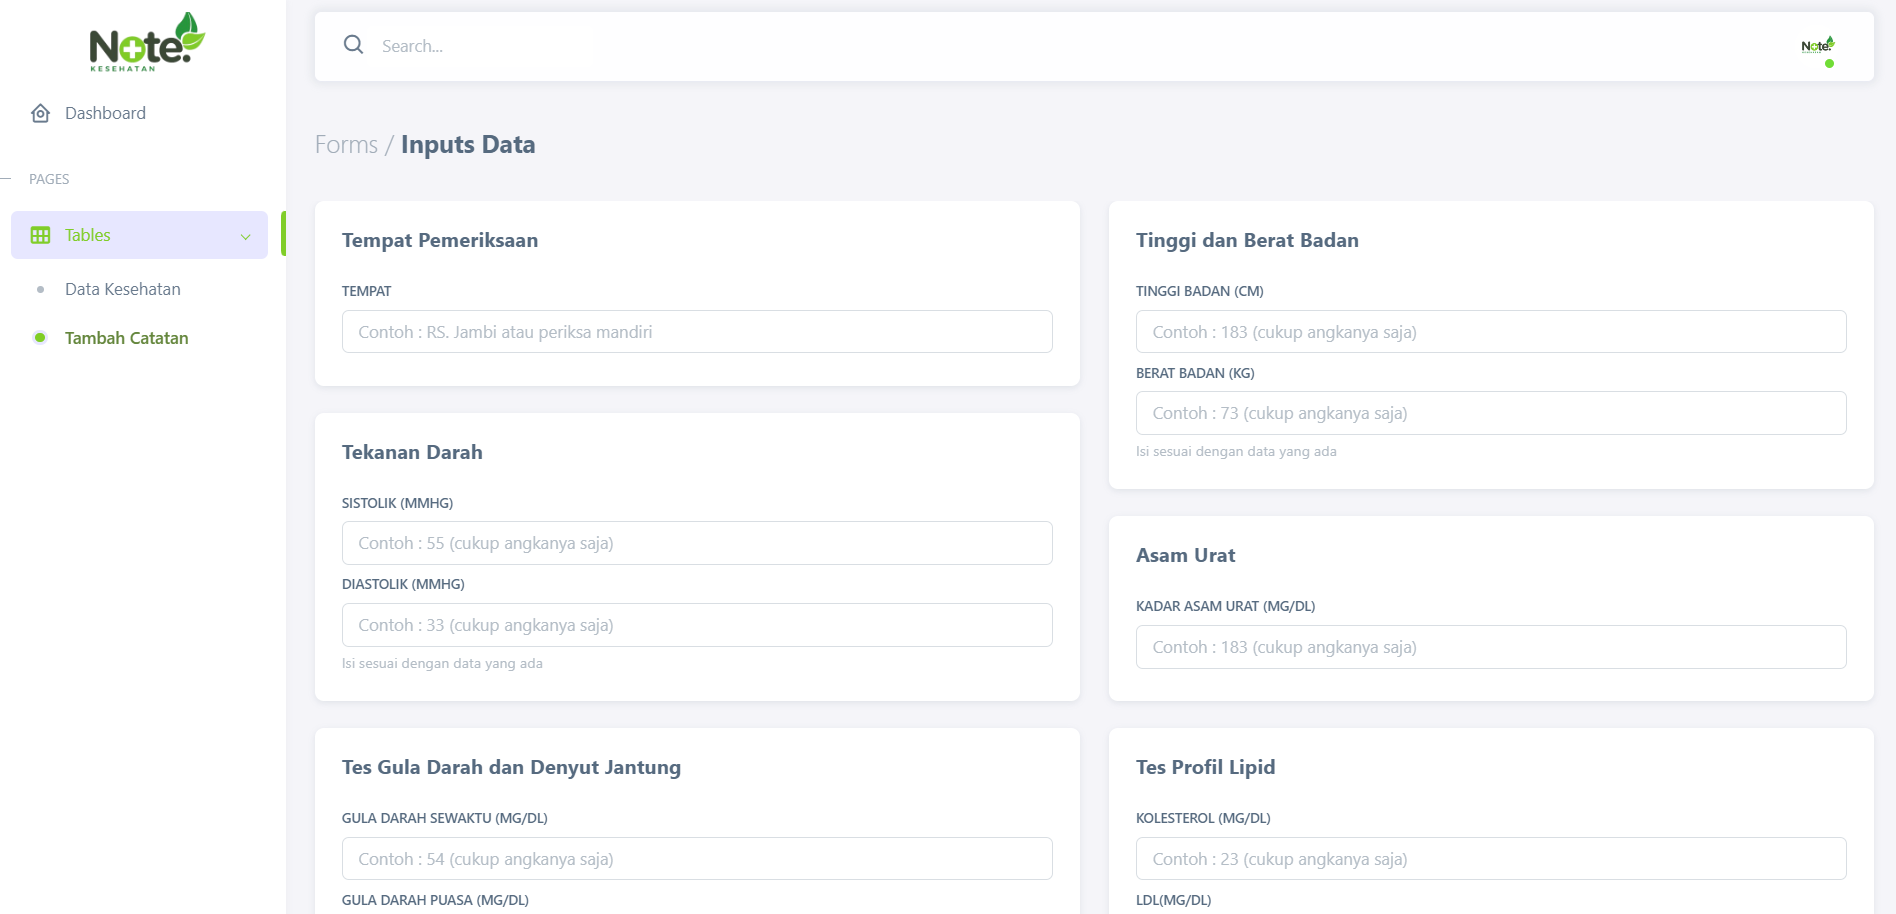 Note.
KESEHATAN
Dashboard
PAGES
Tables
Data Kesehatan
Tambah Catatan
Search...
Note.
Forms / Inputs Data
Tempat Pemeriksaan
TEMPAT
Contoh : RS. Jambi atau periksa mandiri
Tekanan Darah
SISTOLIK (MMHG)
Contoh : 55 (cukup angkanya saja)
DIASTOLIK (MMHG)
Contoh : 33 (cukup angkanya saja)
Isi sesuai dengan data yang ada
Tes Gula Darah dan Denyut Jantung
GULA DARAH SEWAKTU (MG/DL)
Contoh : 54 (cukup angkanya saja)
GULA DARAH PUASA (MG/DL)
Tinggi dan Berat Badan
TINGGI BADAN (CM)
Contoh : 183 (cukup angkanya saja)
BERAT BADAN (KG)
Contoh : 73 (cukup angkanya saja)
Isi sesuai dengan data yang ada
Asam Urat
KADAR ASAM URAT (MG/DL)
Contoh : 183 (cukup angkanya saja)
Tes Profil Lipid
KOLESTEROL (MG/DL)
Contoh : 23 (cukup angkanya saja)
LDL(MG/DL)